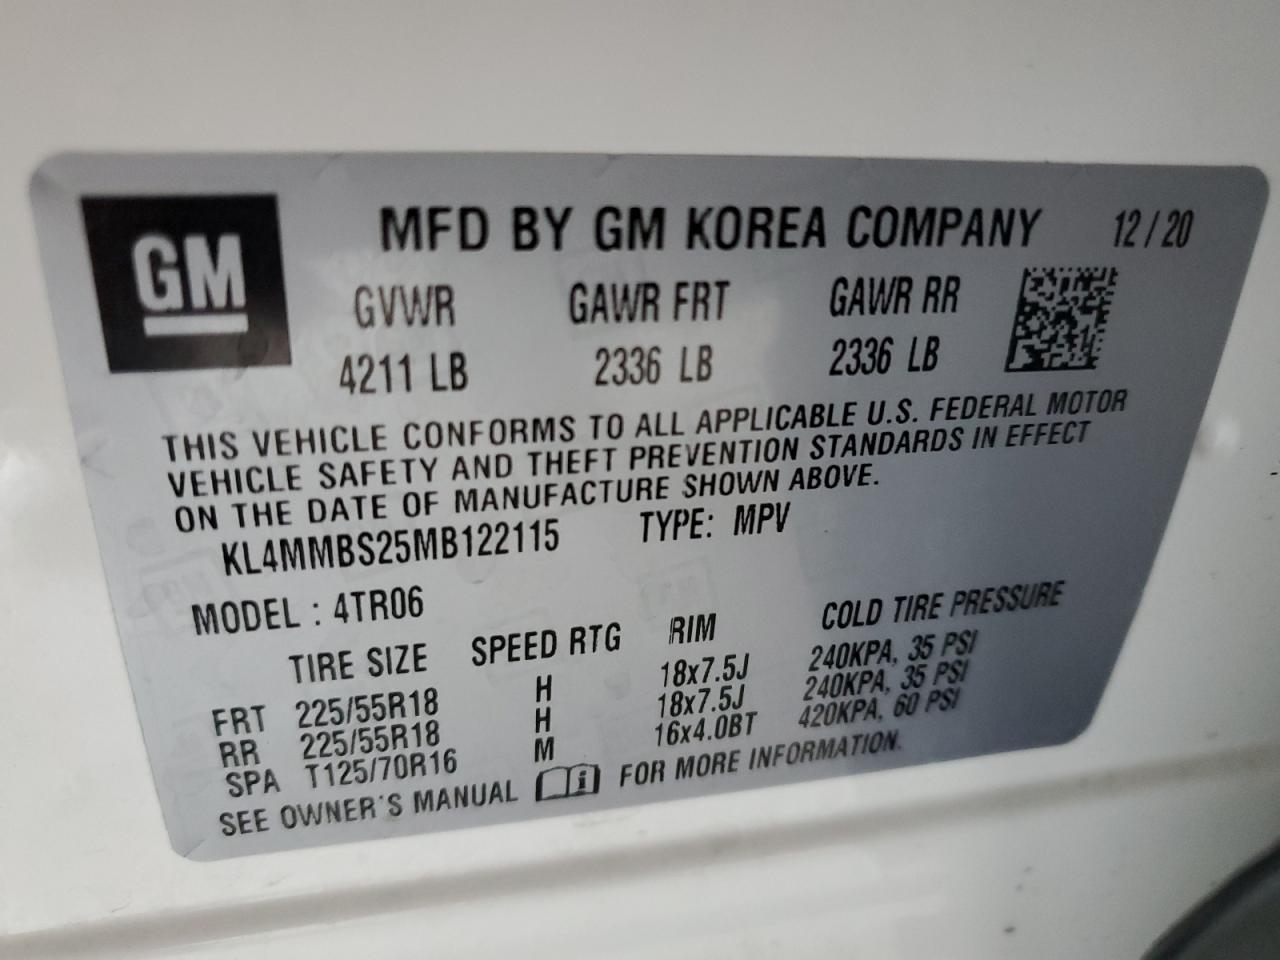 GM
MFD BY GM KOREA COMPANY 12/20
GVWR GAWR FRT GAWR RR
4211 LB 2336 LB 2336 LB
THIS VEHICLE CONFORMS TO ALL APPLICABLE U.S. FEDERAL MOTOR
VEHICLE SAFETY AND THEFT PREVENTION STANDARDS IN EFFECT
ON THE DATE OF MANUFACTURE SHOWN ABOVE.
KL4MMBS25MB122115 TYPE: MPV
MODEL : 4TR06
TIRE SIZE SPEED RTG RIM COLD TIRE PRESSURE
FRT 225/55R18 H 18x7.5J 240KPA, 35 PSI
RR 225/55R18 H 18x7.5J 240KPA, 35 PSI
SPA T125/70R16 M 16x4.0BT 420KPA, 60 PSI
SEE OWNER'S MANUAL i FOR MORE INFORMATION.